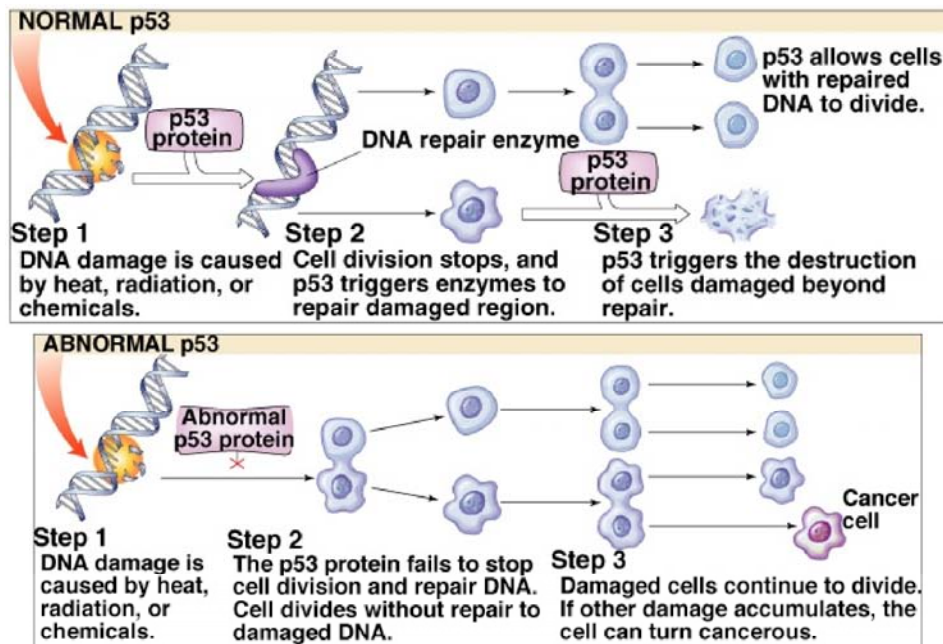 NORMAL p53
p53
protein
DNA repair enzyme
p53 allows cells
with repaired
DNA to divide.
p53
protein
Step 1
DNA damage is caused
by heat, radiation, or
chemicals.
Step 2
Cell division stops, and
p53 triggers enzymes to
repair damaged region.
Step 3
p53 triggers the destruction
of cells damaged beyond
repair.
ABNORMAL p53
Abnormal
p53 protein
Cancer
cell
Step 1
DNA damage is
caused by heat,
radiation, or
chemicals.
Step 2
The p53 protein fails to stop
cell division and repair DNA.
Cell divides without repair to
damaged DNA.
Step 3
Damaged cells continue to divide.
If other damage accumulates, the
cell can turn cancerous.